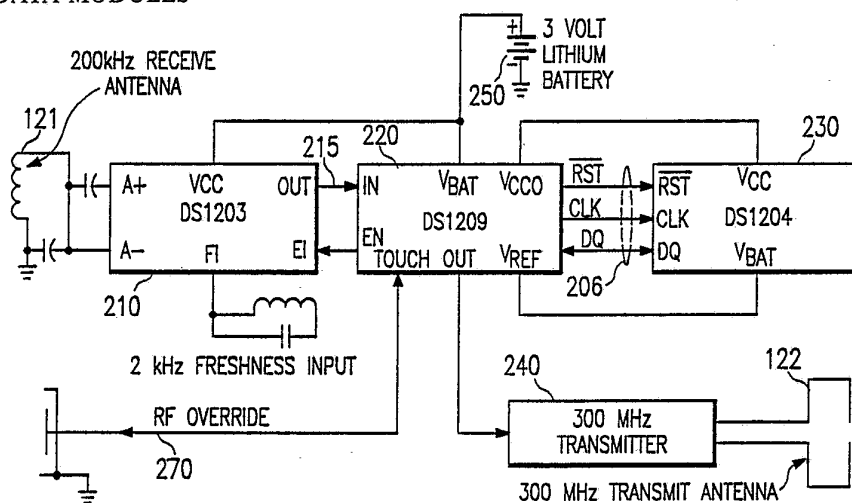 3 VOLT
LITHIUM
BATTERY
+
-
250
200kHz RECEIVE
ANTENNA
121
215
220
230
A+
VCC
OUT
DS1203
A-
FI
EI
210
IN
VBAT
VCCO
DS1209
EN
TOUCH OUT
VREF
RST
CLK
DQ
206
RST
VCC
CLK
DS1204
DQ
VBAT
2 kHz FRESHNESS INPUT
RF OVERRIDE
270
240
300 MHz
TRANSMITTER
122
300 MHz TRANSMIT ANTENNA